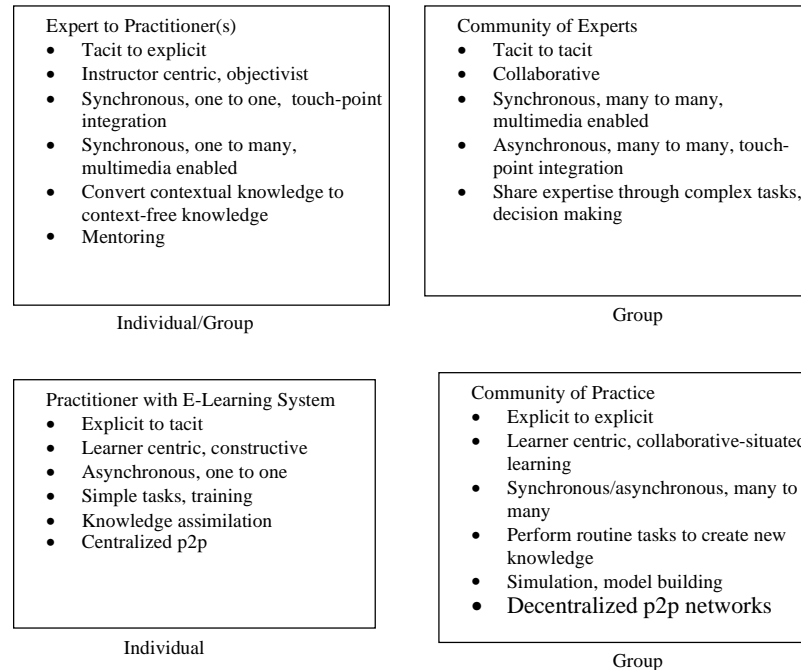 Expert to Practitioner(s)
• Tacit to explicit
• Instructor centric, objectivist
• Synchronous, one to one, touch-point
integration
• Synchronous, one to many,
multimedia enabled
• Convert contextual knowledge to
context-free knowledge
• Mentoring
Individual/Group
Community of Experts
• Tacit to tacit
• Collaborative
• Synchronous, many to many,
multimedia enabled
• Asynchronous, many to many, touch-
point integration
• Share expertise through complex tasks,
decision making
Group
Practitioner with E-Learning System
• Explicit to tacit
• Learner centric, constructive
• Asynchronous, one to one
• Simple tasks, training
• Knowledge assimilation
• Centralized p2p
Individual
Community of Practice
• Explicit to explicit
• Learner centric, collaborative-situated
learning
• Synchronous/asynchronous, many to
many
• Perform routine tasks to create new
knowledge
• Simulation, model building
• Decentralized p2p networks
Group